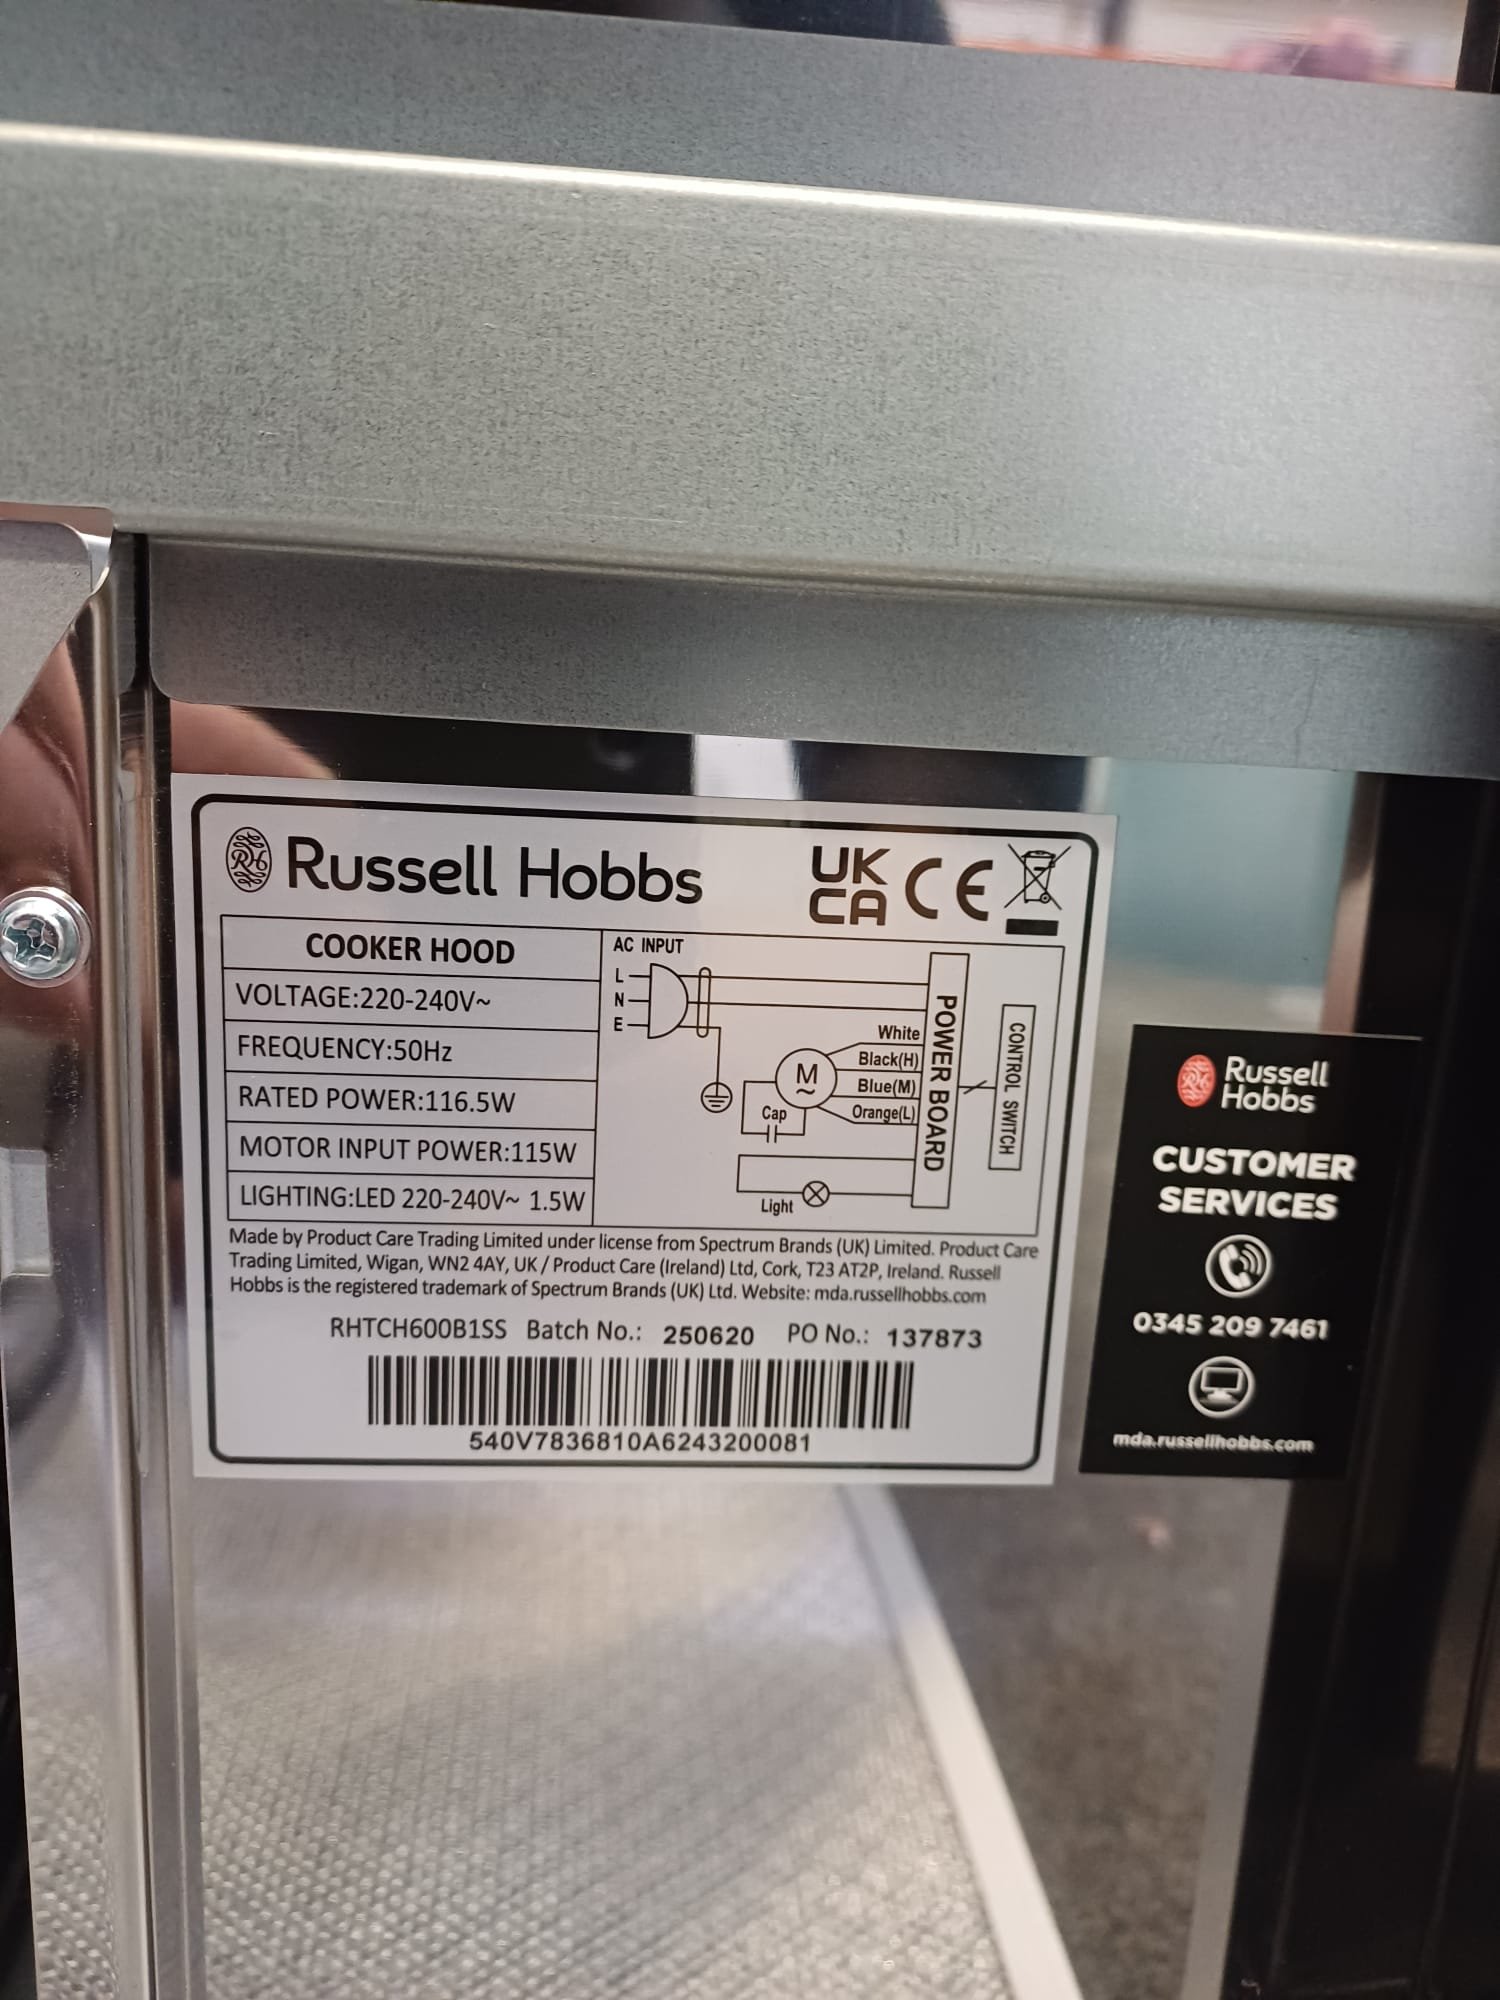 Russell Hobbs
UK
CA CE
COOKER HOOD
VOLTAGE:220-240V~
FREQUENCY:50Hz
RATED POWER:116.5W
MOTOR INPUT POWER:115W
LIGHTING:LED 220-240V~ 1.5W
AC INPUT
L
N
E
White
Black(H)
Blue(M)
Orange(L)
M
~
Cap
Light
POWER BOARD
CONTROL SWITCH
Made by Product Care Trading Limited under license from Spectrum Brands (UK) Limited. Product Care
Trading Limited, Wigan, WN2 4AY, UK / Product Care (Ireland) Ltd, Cork, T23 AT2P, Ireland. Russell
Hobbs is the registered trademark of Spectrum Brands (UK) Ltd. Website: mda.russellhobbs.com
RHTCH600B1SS Batch No.: 250620 PO No.: 137873
540V7836810A6243200081
Russell
Hobbs
CUSTOMER
SERVICES
0345 209 7461
mda.russellhobbs.com